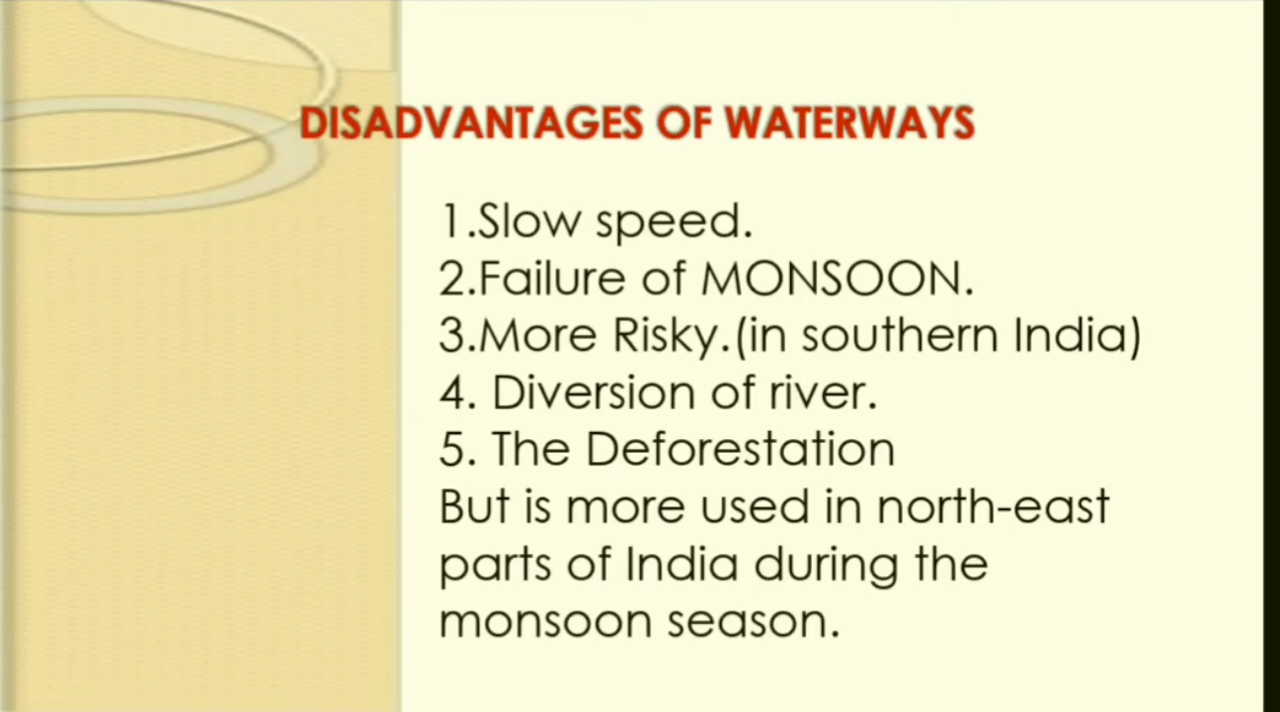 DISADVANTAGES OF WATERWAYS
1.Slow speed.
2.Failure of MONSOON.
3.More Risky.(in southern India)
4. Diversion of river.
5. The Deforestation
But is more used in north-east
parts of India during the
monsoon season.